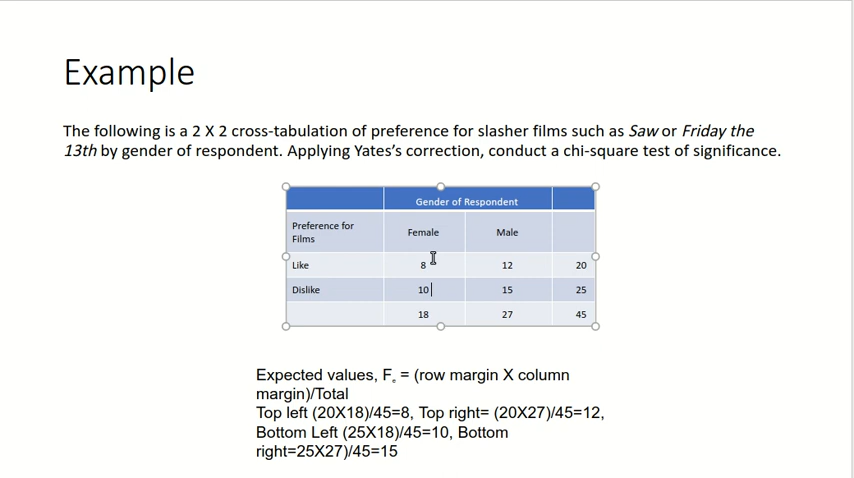 Example
The following is a 2 X 2 cross-tabulation of preference for slasher films such as Saw or Friday the
13th by gender of respondent. Applying Yates's correction, conduct a chi-square test of significance.
Gender of Respondent
Preference for
Films
Female Male
Like 8 12 20
Dislike 10 15 25
18 27 45
Expected values, Fe = (row margin X column
margin)/Total
Top left (20X18)/45=8, Top right= (20X27)/45=12,
Bottom Left (25X18)/45=10, Bottom
right=25X27)/45=15